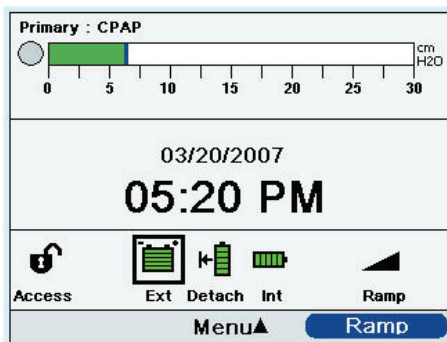 Primary : CPAP
cm
H2O
0 5 10 15 20 25 30
03/20/2007
05:20 PM
Access Ext Detach Int Ramp
Menu▲ Ramp